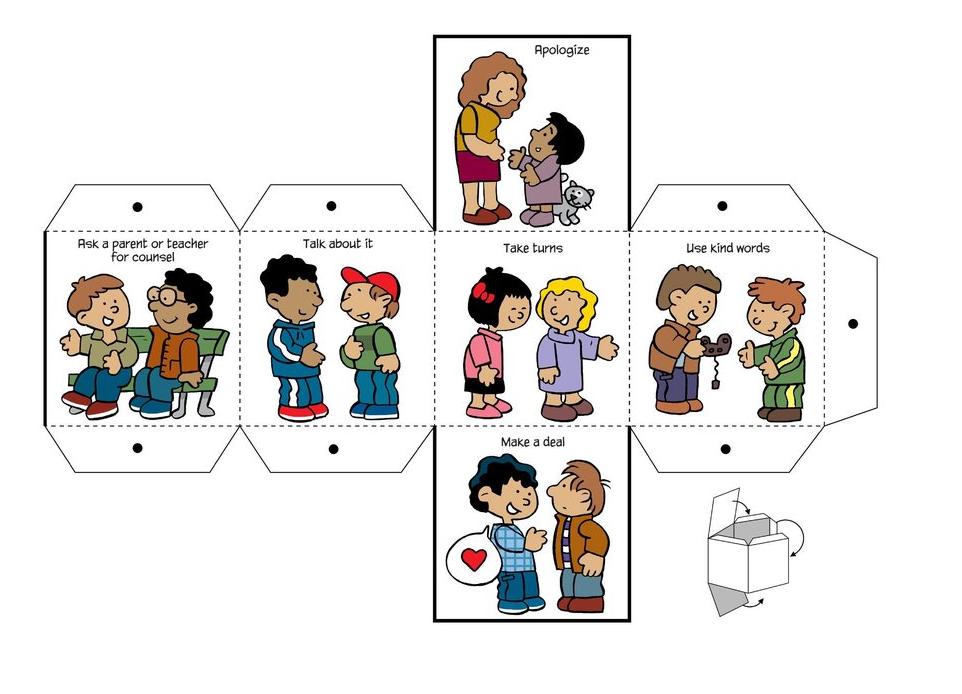 Apologize
Ask a parent or teacher
for counsel
Talk about it
Take turns
Use kind words
Make a deal